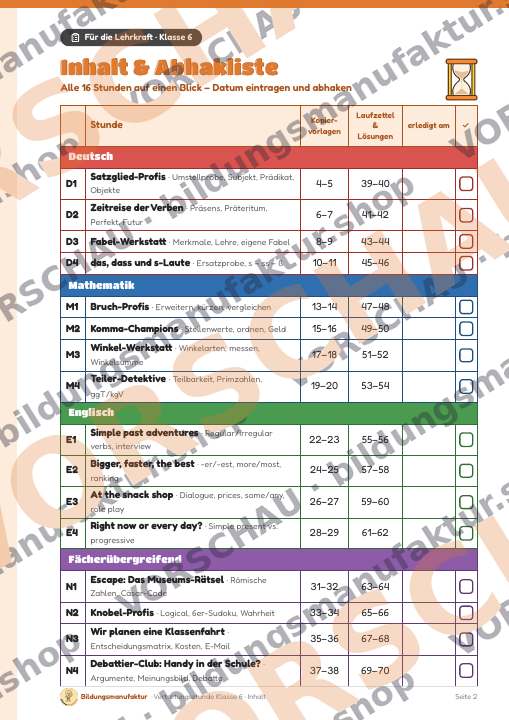 Für die Lehrkraft · Klasse 6
Inhalt & Abhakliste
Alle 16 Stunden auf einen Blick – Datum eintragen und abhaken
Stunde Kopier-vorlagen Laufzettel & Lösungen erledigt am ✓
Deutsch
D1 Satzglied-Profis · Umstellprobe, Subjekt, Prädikat, 4–5 39–40
Objekte
D2 Zeitreise der Verben · Präsens, Präteritum, 6–7 41–42
Perfekt, Futur
D3 Fabel-Werkstatt · Merkmale, Lehre, eigene Fabel 8–9 43–44
D4 das, dass und s-Laute · Ersatzprobe, s – ss – ß 10–11 45–46
Mathematik
M1 Bruch-Profis · Erweitern, kürzen, vergleichen 13–14 47–48
M2 Komma-Champions · Stellenwerte, ordnen, Geld 15–16 49–50
M3 Winkel-Werkstatt · Winkelarten, messen, 17–18 51–52
Winkelsumme
M4 Teiler-Detektive · Teilbarkeit, Primzahlen, 19–20 53–54
ggT/kgV
Englisch
E1 Simple past adventures · Regular/irregular 22–23 55–56
verbs, interview
E2 Bigger, faster, the best · -er/-est, more/most, 24–25 57–58
ranking
E3 At the snack shop · Dialogue, prices, some/any, 26–27 59–60
role play
E4 Right now or every day? · Simple present vs. 28–29 61–62
progressive
Fächerübergreifend
N1 Escape: Das Museums-Rätsel · Römische 31–32 63–64
Zahlen, Cäsar-Code
N2 Knobel-Profis · Logical, 6er-Sudoku, Wahrheit 33–34 65–66
N3 Wir planen eine Klassenfahrt · 35–36 67–68
Entscheidungsmatrix, Kosten, E-Mail
N4 Debattier-Club: Handy in der Schule? · 37–38 69–70
Argumente, Meinungsbild, Debatte
Bildungsmanufaktur · Vertretungsstunde Klasse 6 · Inhalt Seite 2
VORSCHAU · bildungsmanufaktur.shop
VORSCHAU